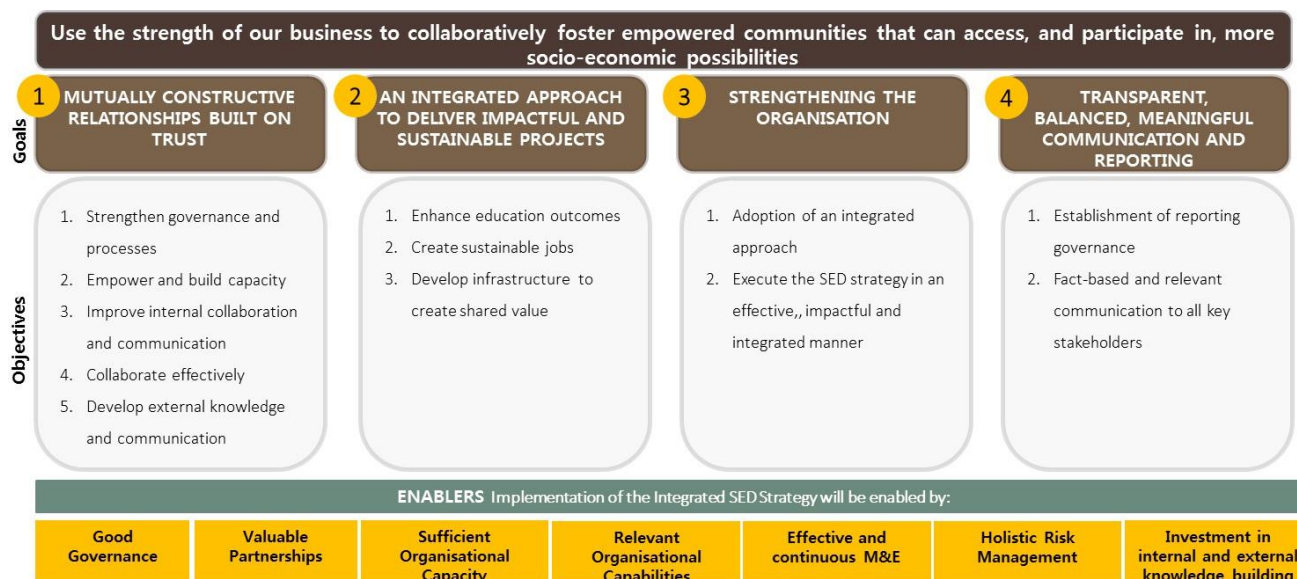 Use the strength of our business to collaboratively foster empowered communities that can access, and participate in, more
socio-economic possibilities
Goals
1
MUTUALLY CONSTRUCTIVE
RELATIONSHIPS BUILT ON
TRUST
2
AN INTEGRATED APPROACH
TO DELIVER IMPACTFUL AND
SUSTAINABLE PROJECTS
3
STRENGTHENING THE
ORGANISATION
4
TRANSPARENT,
BALANCED, MEANINGFUL
COMMUNICATION AND
REPORTING
Objectives
1. Strengthen governance and
processes
2. Empower and build capacity
3. Improve internal collaboration
and communication
4. Collaborate effectively
5. Develop external knowledge
and communication
1. Enhance education outcomes
2. Create sustainable jobs
3. Develop infrastructure to
create shared value
1. Adoption of an integrated
approach
2. Execute the SED strategy in an
effective,, impactful and
integrated manner
1. Establishment of reporting
governance
2. Fact-based and relevant
communication to all key
stakeholders
ENABLERS Implementation of the Integrated SED Strategy will be enabled by:
Good
Governance
Valuable
Partnerships
Sufficient
Organisational
Capacity
Relevant
Organisational
Capabilities
Effective and
continuous M&E
Holistic Risk
Management
Investment in
internal and external
knowledge building